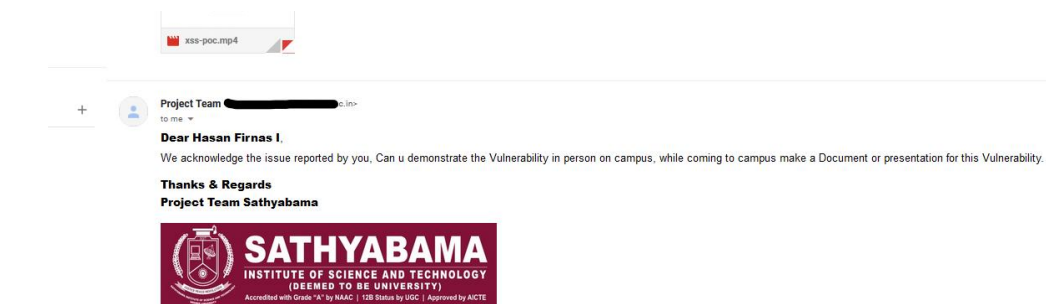 xss-poc.mp4
Project Team c.in>
to me
Dear Hasan Firnas I,
We acknowledge the issue reported by you, Can u demonstrate the Vulnerability in person on campus, while coming to campus make a Document or presentation for this Vulnerability.
Thanks & Regards
Project Team Sathyabama
SATHYABAMA
INSTITUTE OF SCIENCE AND TECHNOLOGY
(DEEMED TO BE UNIVERSITY)
Accredited with Grade "A" by NAAC | 12B Status by UGC | Approved by AICTE